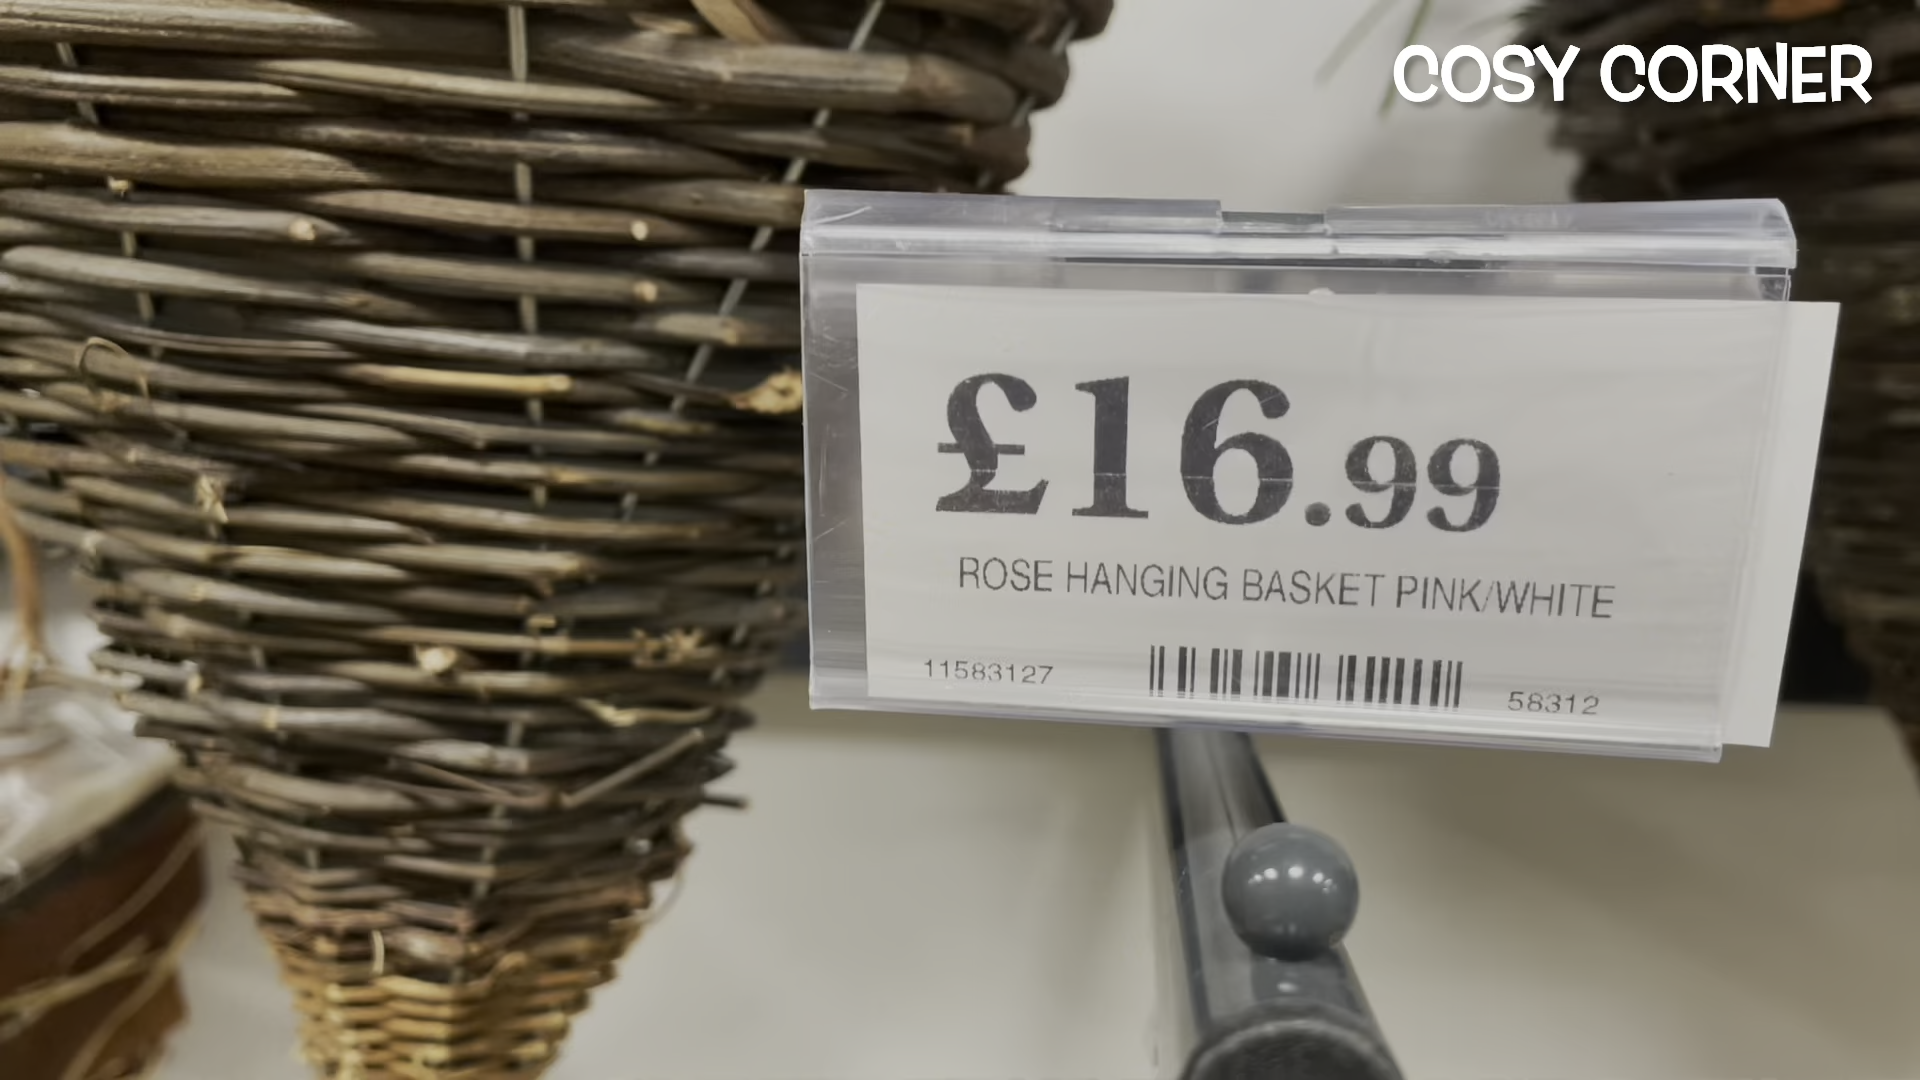 COSY CORNER
£16.99
ROSE HANGING BASKET PINK/WHITE
11583127 58312